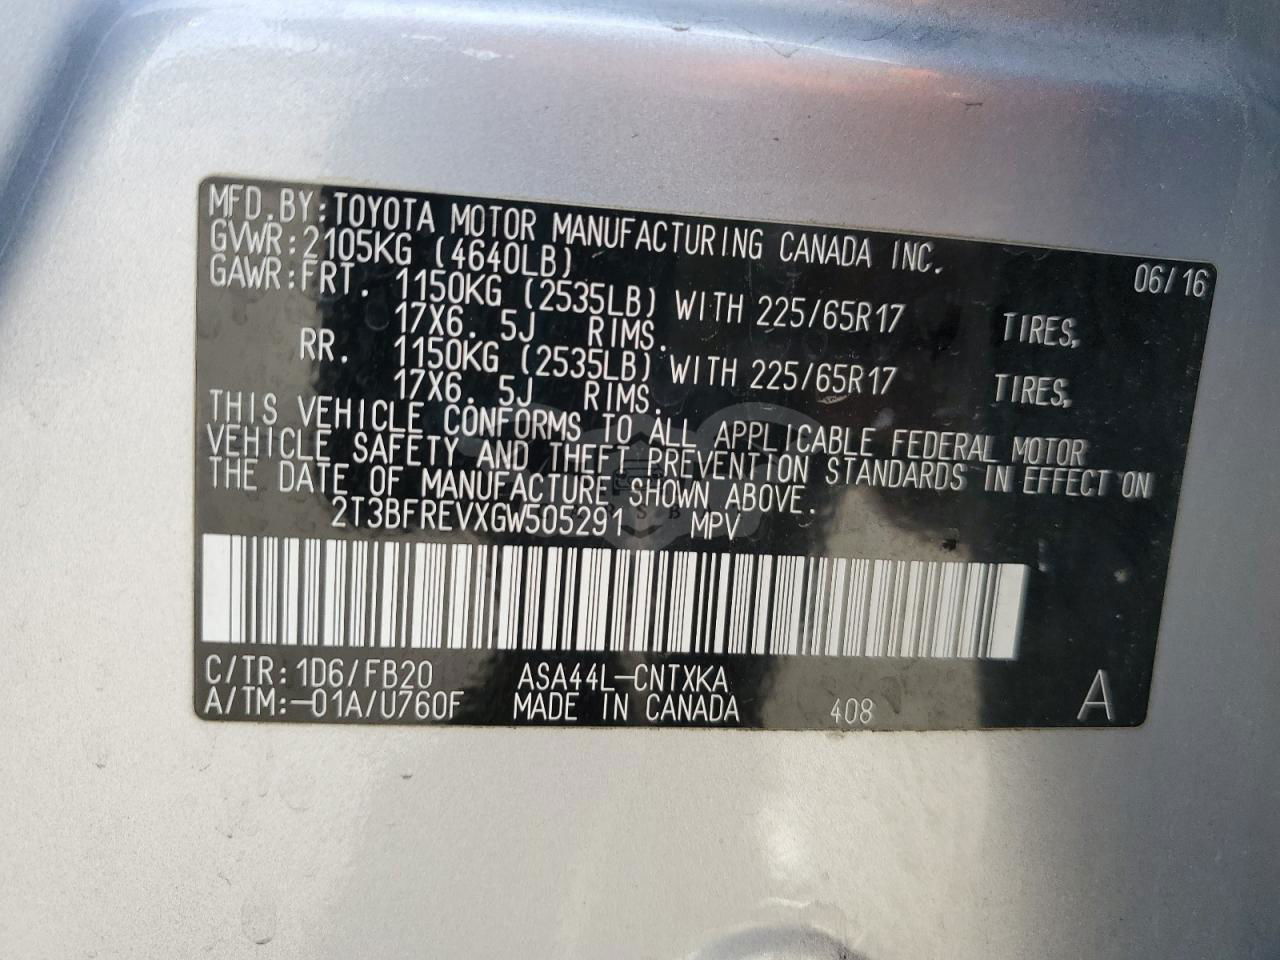 MFD.BY:TOYOTA MOTOR MANUFACTURING CANADA INC. 06/16
GVWR:2105KG (4640LB)
GAWR:FRT. 1150KG (2535LB) WITH 225/65R17 TIRES,
17X6. 5J RIMS.
RR. 1150KG (2535LB) WITH 225/65R17 TIRES,
17X6. 5J RIMS.
THIS VEHICLE CONFORMS TO ALL APPLICABLE FEDERAL MOTOR
VEHICLE SAFETY AND THEFT PREVENTION STANDARDS IN EFFECT ON
THE DATE OF MANUFACTURE SHOWN ABOVE.
2T3BFREVXGW505291 MPV
C/TR:1D6/FB20 ASA44L-CNTXKA
A/TM:-01A/U760F MADE IN CANADA 408 A